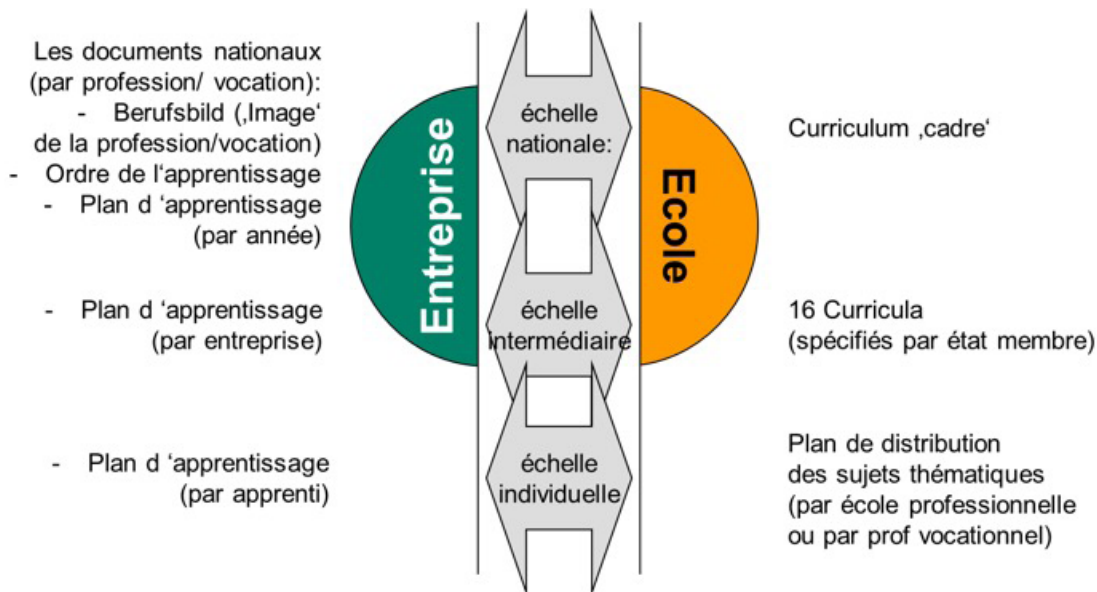 Les documents nationaux
(par profession/ vocation):
- Berufsbild (‚Image‘
de la profession/vocation)
- Ordre de l‘apprentissage
- Plan d ‘apprentissage
(par année)
- Plan d ‘apprentissage
(par entreprise)
- Plan d ‘apprentissage
(par apprenti)
Entreprise
échelle
nationale:
échelle
intermédiaire
échelle
individuelle
Ecole
Curriculum ‚cadre‘
16 Curricula
(spécifiés par état membre)
Plan de distribution
des sujets thématiques
(par école professionnelle
ou par prof vocationnel)